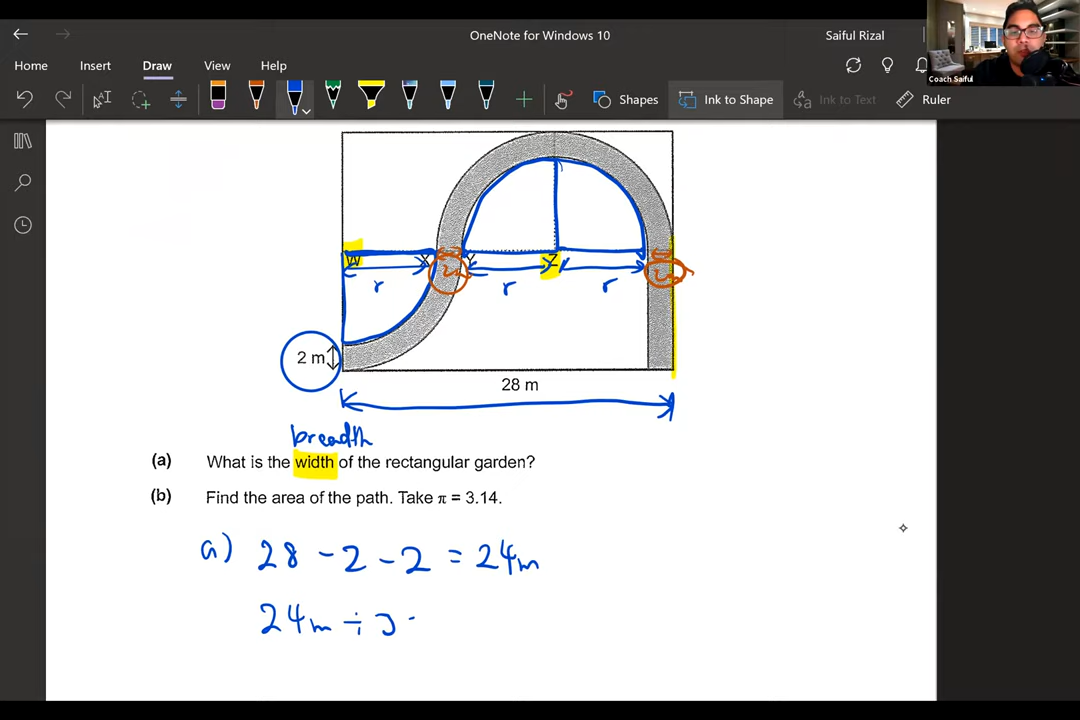 OneNote for Windows 10
Saiful Rizal
Coach Saiful
Home Insert Draw View Help
Shapes Ink to Shape Ink to Text Ruler
W X Y Z
2m 2m
r r r
2 m
28 m
breadth
(a) What is the width of the rectangular garden?
(b) Find the area of the path. Take π = 3.14.
a) 28 - 2 - 2 = 24m
24m ÷ 3